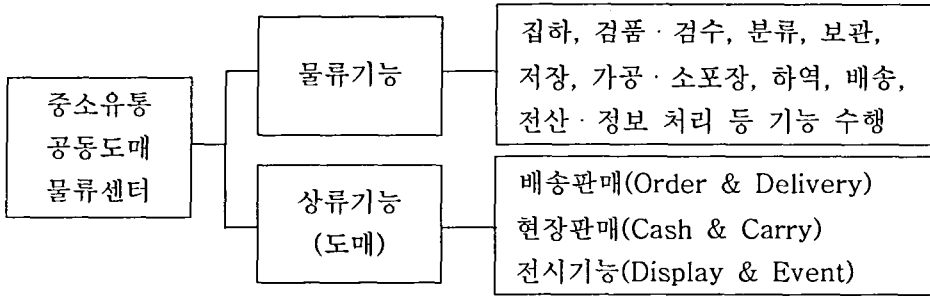 중소유통
공동도매
물류센터
물류기능
집하, 검품 · 검수, 분류, 보관,
저장, 가공 · 소포장, 하역, 배송,
전산 · 정보 처리 등 기능 수행
상류기능
(도매)
배송판매(Order & Delivery)
현장판매(Cash & Carry)
전시기능(Display & Event)